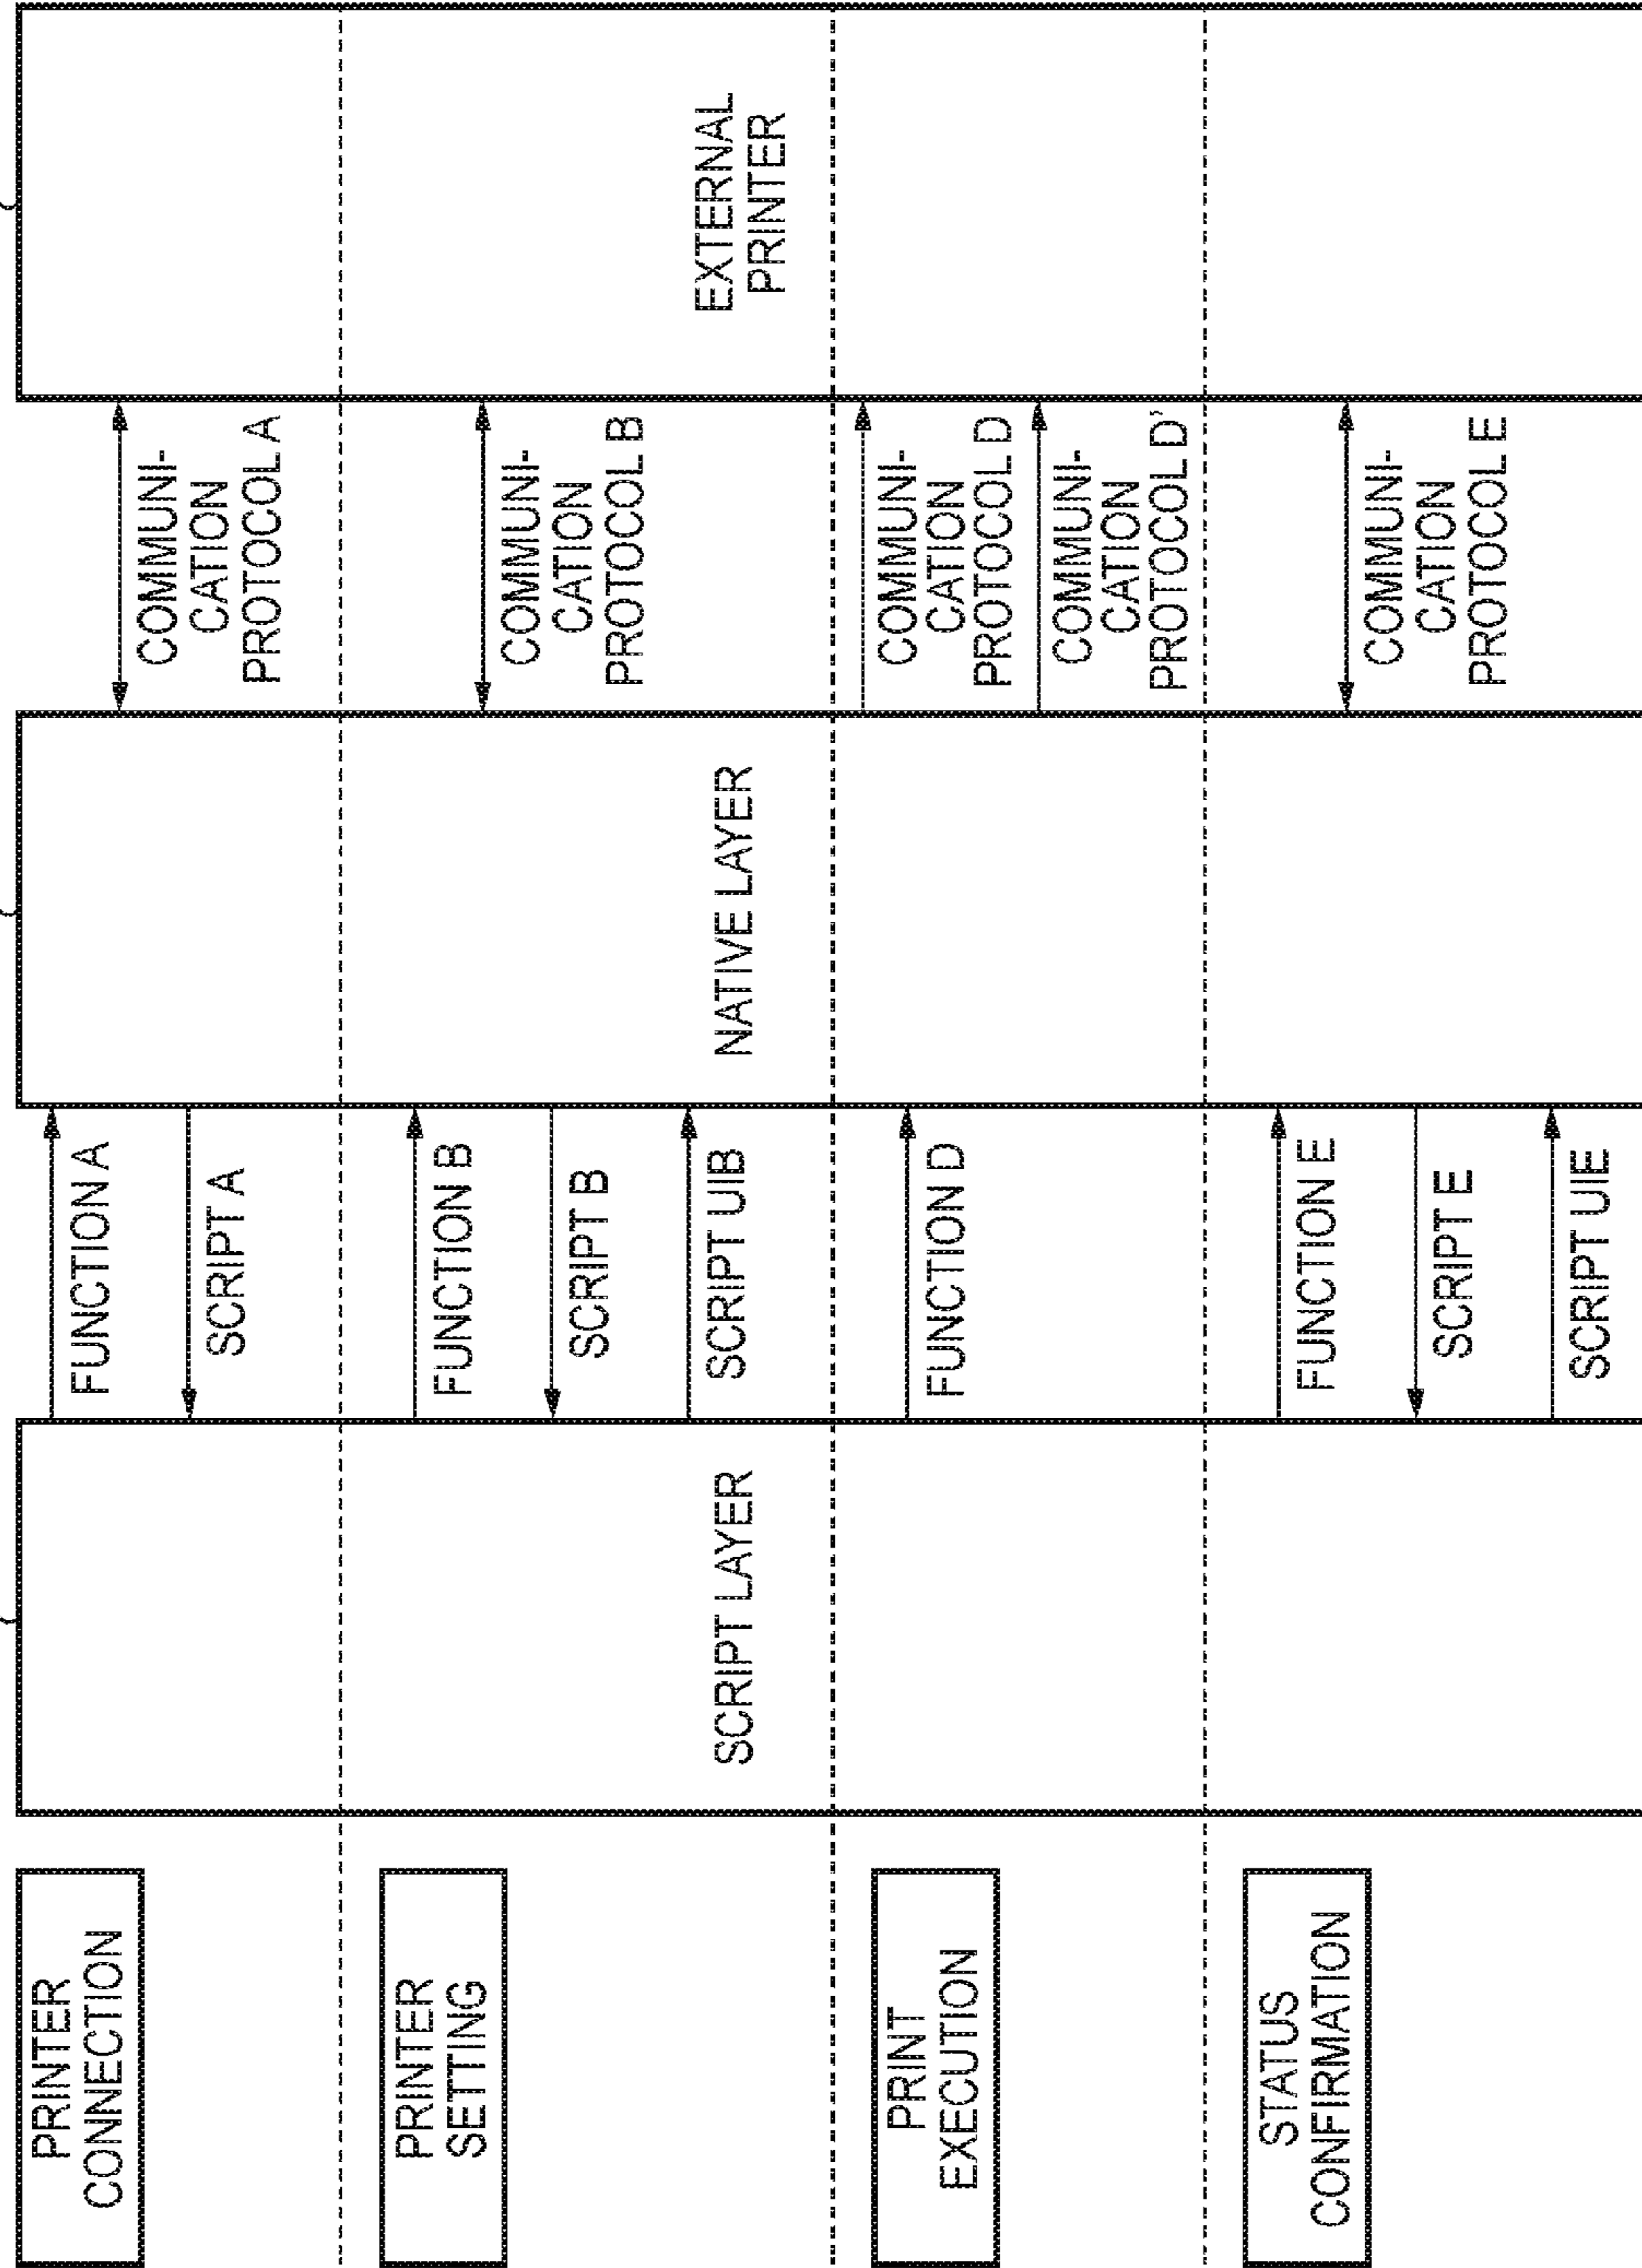 PRINTER
CONNECTION
FUNCTION A
SCRIPT A
COMMUNI-
CATION
PROTOCOL A
PRINTER
SETTING
FUNCTION B
SCRIPT B
SCRIPT UIB
COMMUNI-
CATION
PROTOCOL B
SCRIPT LAYER
NATIVE LAYER
EXTERNAL
PRINTER
PRINT
EXECUTION
FUNCTION D
COMMUNI-
CATION
PROTOCOL D
COMMUNI-
CATION
PROTOCOL D'
STATUS
CONFIRMATION
FUNCTION E
SCRIPT E
SCRIPT UIE
COMMUNI-
CATION
PROTOCOL E